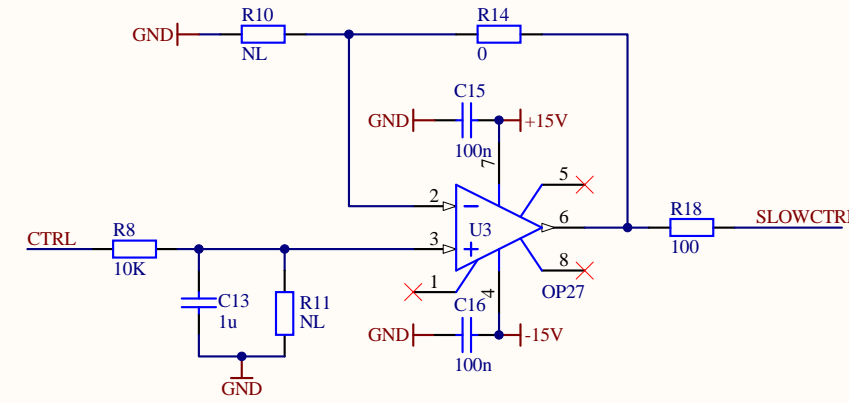 R10
R14
GND
NL
0
C15
GND
+15V
100n
7
5
2
U3
6
R18
SLOWCTRL
CTRL
R8
3
100
10K
8
1
4
OP27
C13
1u
R11
NL
C16
GND
-15V
100n
GND